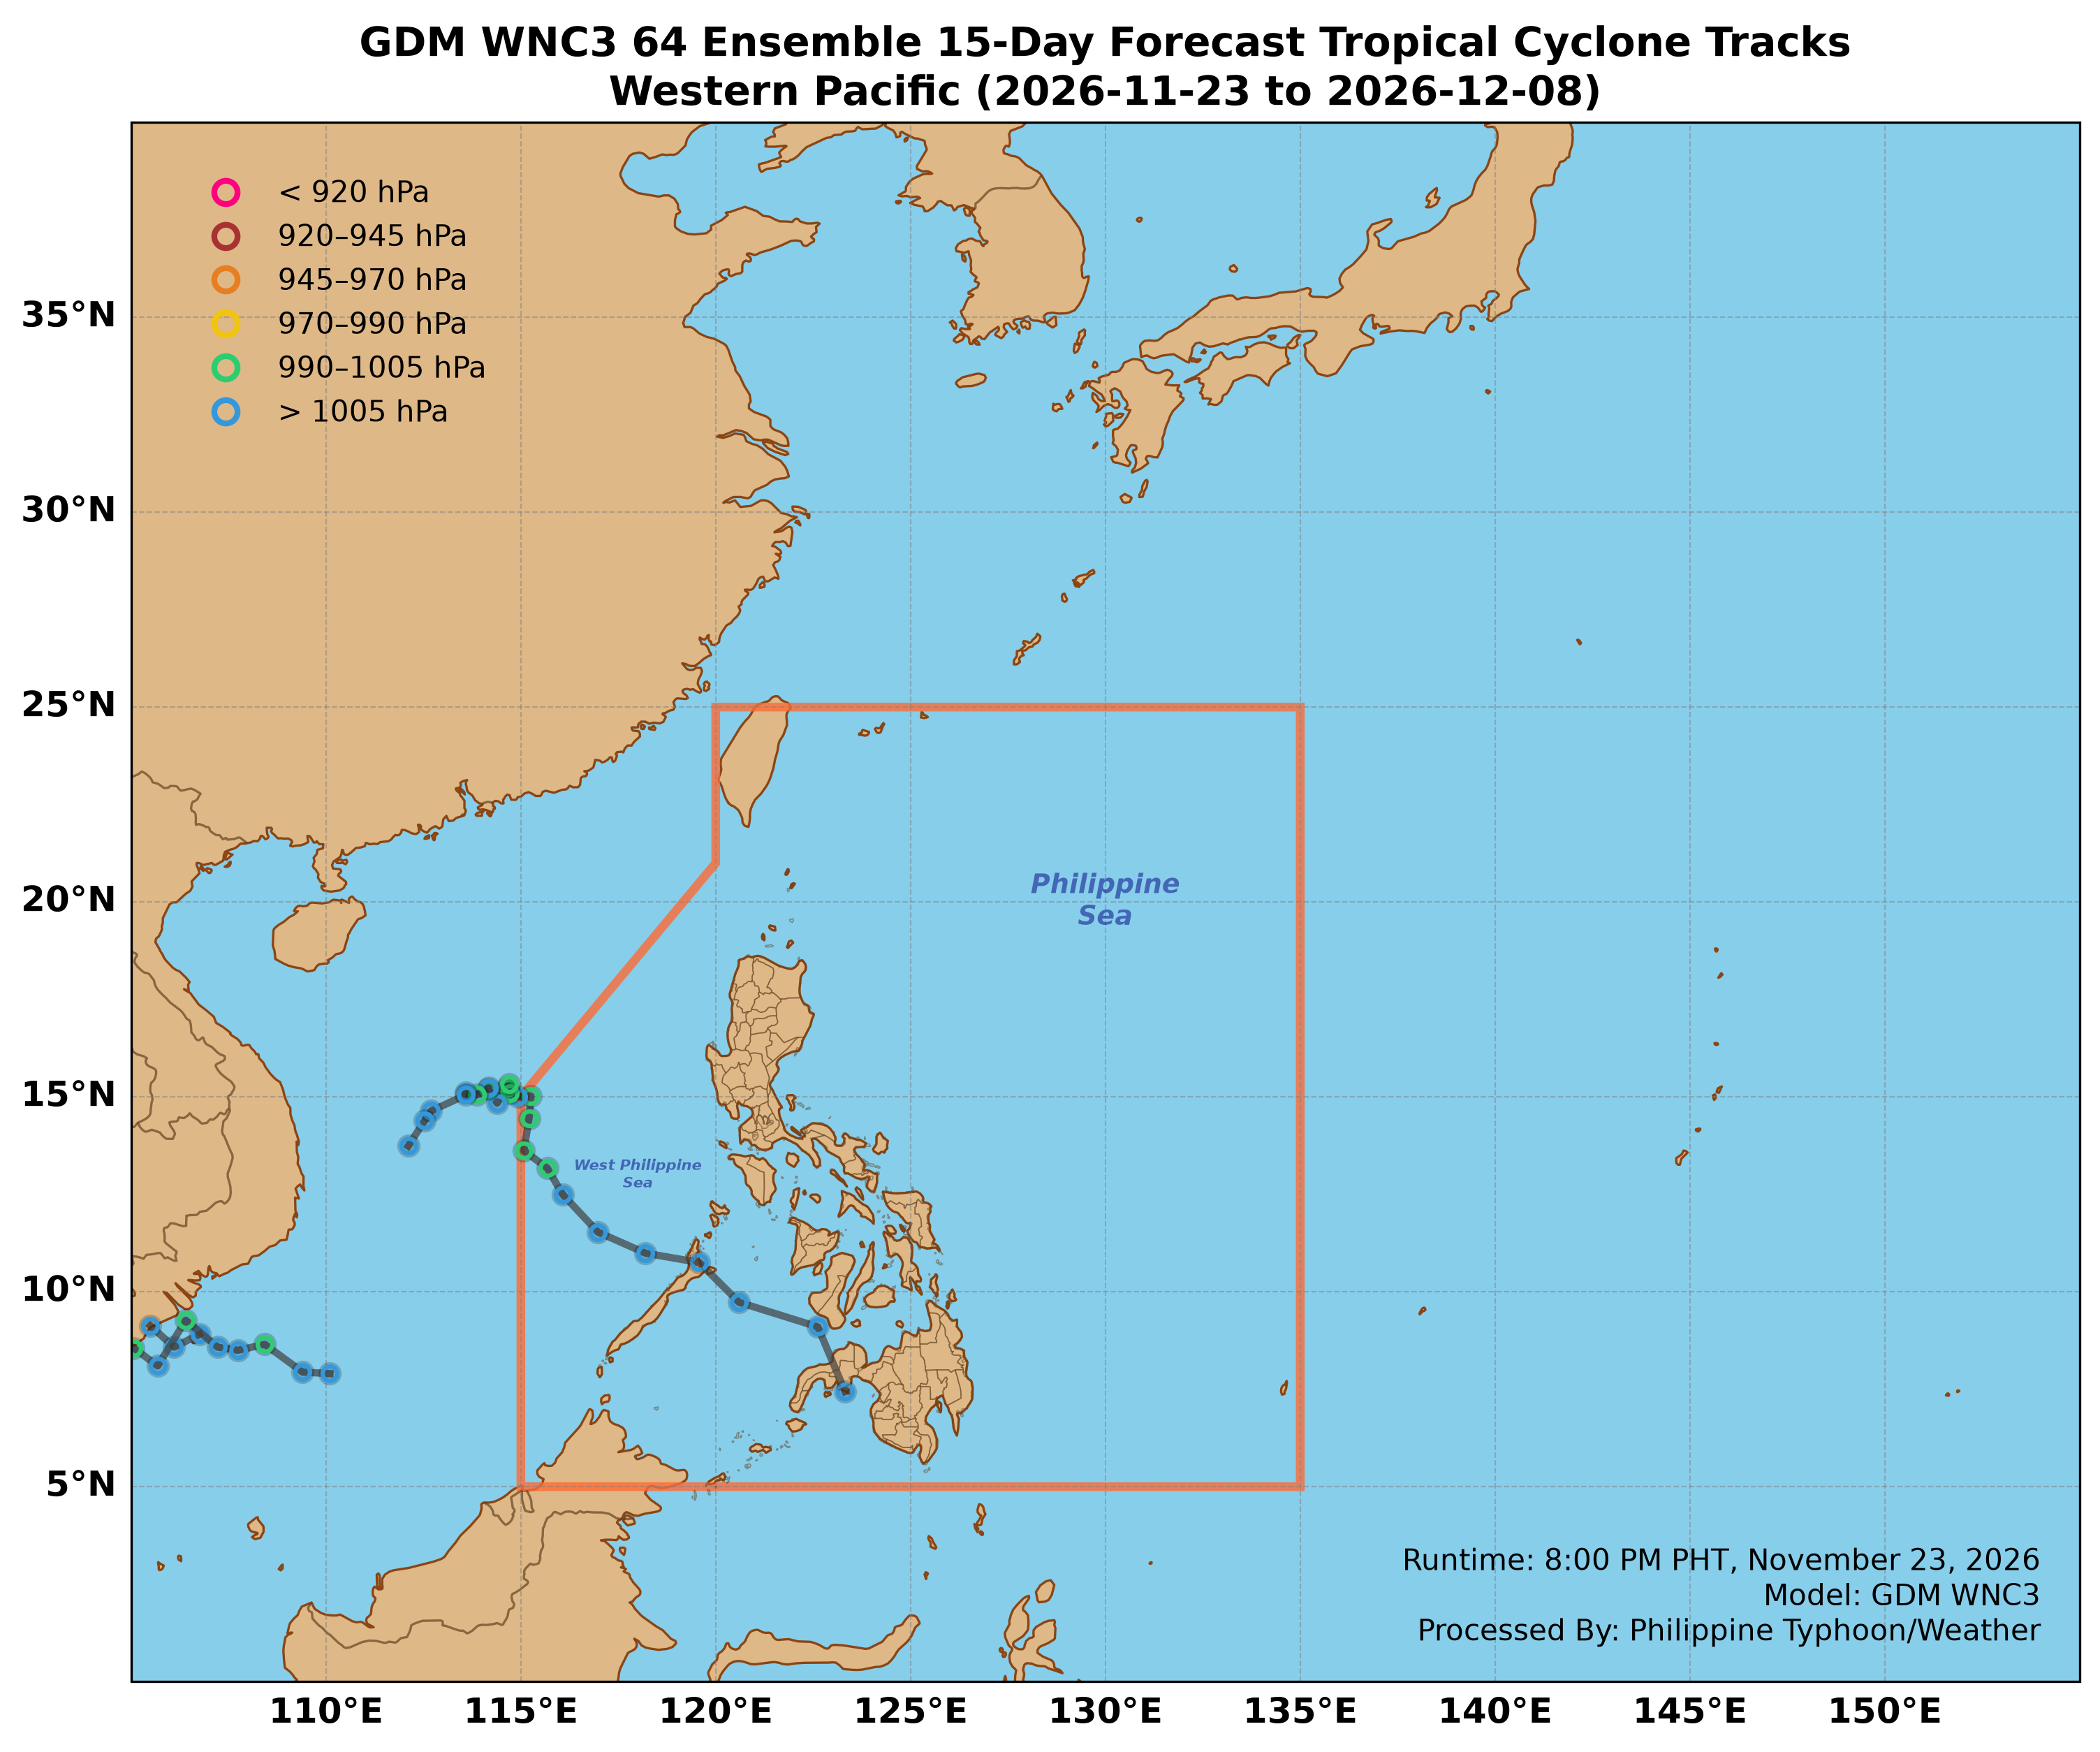 GDM WNC3 64 Ensemble 15-Day Forecast Tropical Cyclone Tracks
Western Pacific (2026-11-23 to 2026-12-08)
< 920 hPa
920–945 hPa
945–970 hPa
970–990 hPa
990–1005 hPa
> 1005 hPa
35°N
30°N
25°N
20°N
15°N
10°N
5°N
Philippine
Sea
West Philippine
Sea
Runtime: 8:00 PM PHT, November 23, 2026
Model: GDM WNC3
Processed By: Philippine Typhoon/Weather
110°E 115°E 120°E 125°E 130°E 135°E 140°E 145°E 150°E